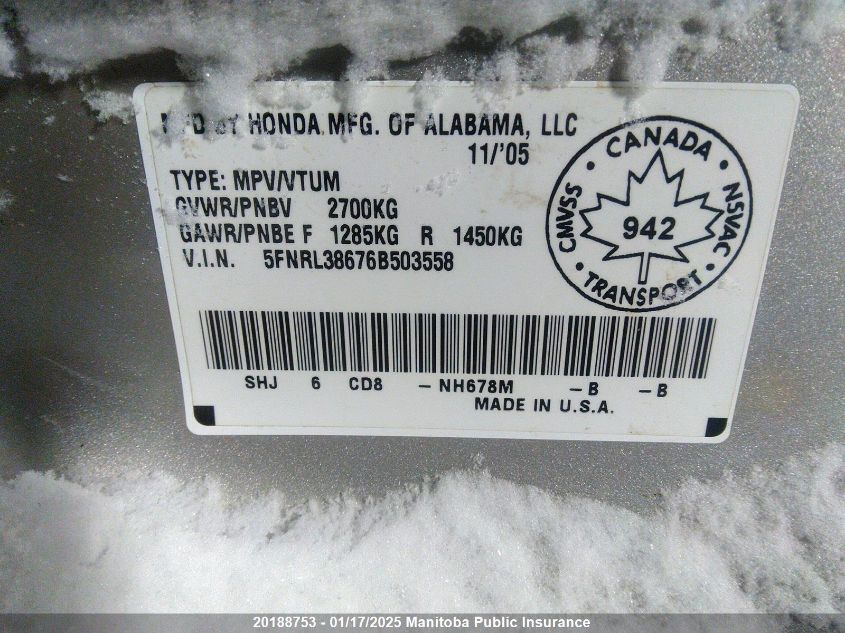 MFD BY HONDA MFG. OF ALABAMA, LLC
11/'05
TYPE: MPV/VTUM
GVWR/PNBV 2700KG
GAWR/PNBE F 1285KG R 1450KG
V.I.N. 5FNRL38676B503558
CANADA
CMVSS
NSVAC
942
TRANSPORT
SHJ 6 CD8 - NH678M - B - B
MADE IN U.S.A.
20188753 - 01/17/2025 Manitoba Public Insurance